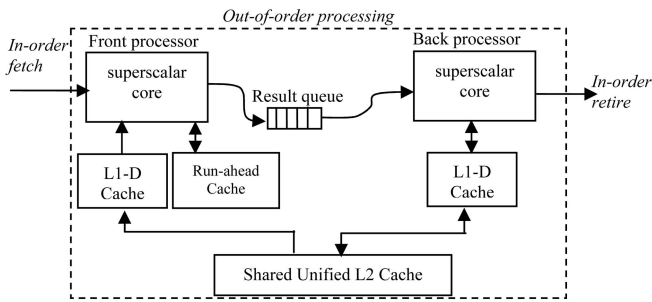 Out-of-order processing
In-order
fetch
Front processor
superscalar
core
Result queue
Back processor
superscalar
core
In-order
retire
L1-D
Cache
Run-ahead
Cache
L1-D
Cache
Shared Unified L2 Cache